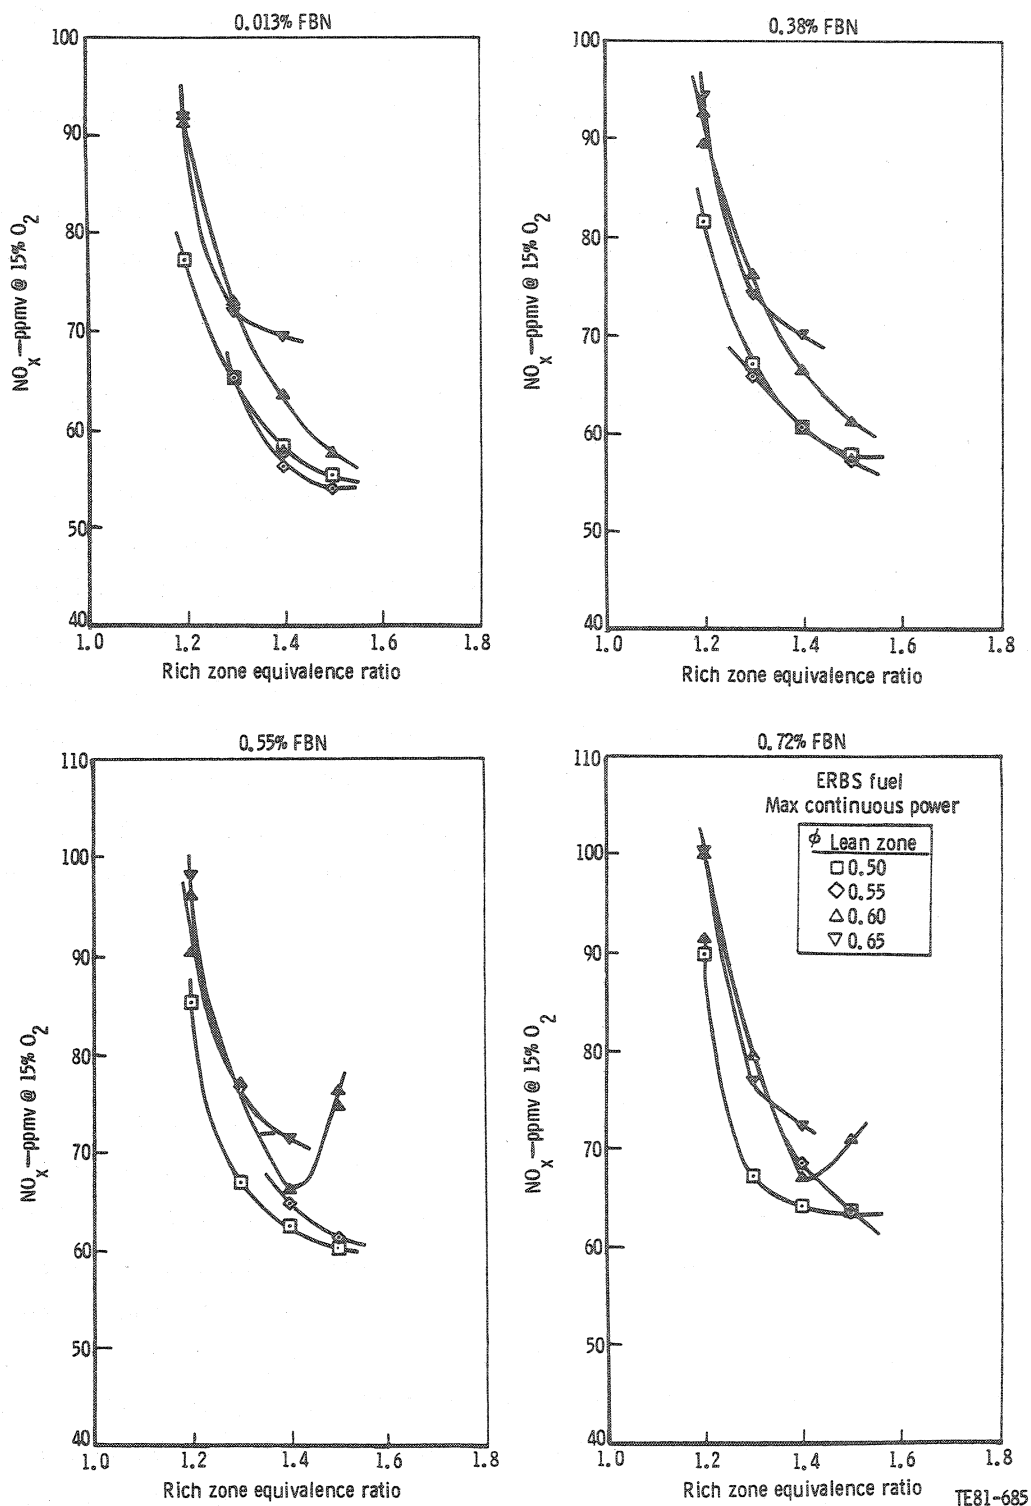 0.013% FBN
100
90
80
70
60
50
40
1.0 1.2 1.4 1.6 1.8
NOx—ppmv @ 15% O2
Rich zone equivalence ratio
0.38% FBN
100
90
80
70
60
50
40
1.0 1.2 1.4 1.6 1.8
NOx—ppmv @ 15% O2
Rich zone equivalence ratio
0.55% FBN
110
100
90
80
70
60
50
40
1.0 1.2 1.4 1.6 1.8
NOx—ppmv @ 15% O2
Rich zone equivalence ratio
0.72% FBN
110
100
90
80
70
60
50
40
1.0 1.2 1.4 1.6 1.8
NOx—ppmv @ 15% O2
Rich zone equivalence ratio
ERBS fuel
Max continuous power
ϕ Lean zone
0.50
0.55
0.60
0.65
TE81-685